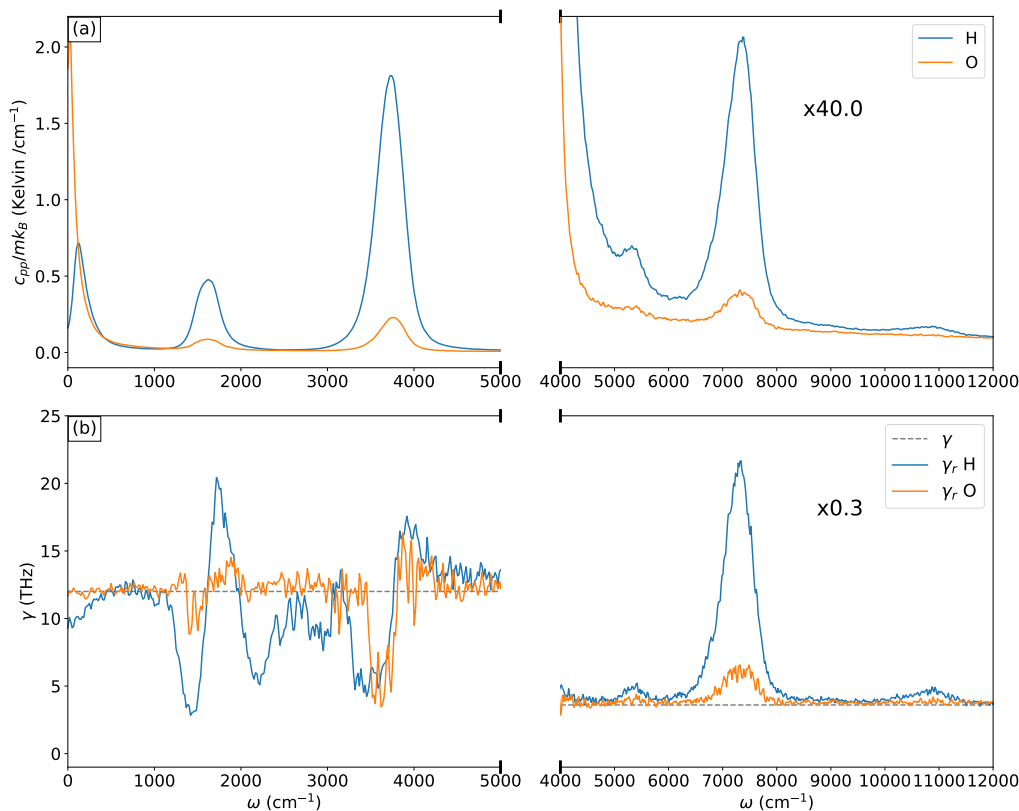 (a)
H
O
x40.0
c_pp/mk_B (Kelvin /cm⁻¹)
2.0
1.5
1.0
0.5
0.0
0 1000 2000 3000 4000 5000
4000 5000 6000 7000 8000 9000 10000 11000 12000
(b)
γ
γ_r H
γ_r O
x0.3
γ (THz)
25
20
15
10
5
0
0 1000 2000 3000 4000 5000
4000 5000 6000 7000 8000 9000 10000 11000 12000
ω (cm⁻¹)
ω (cm⁻¹)